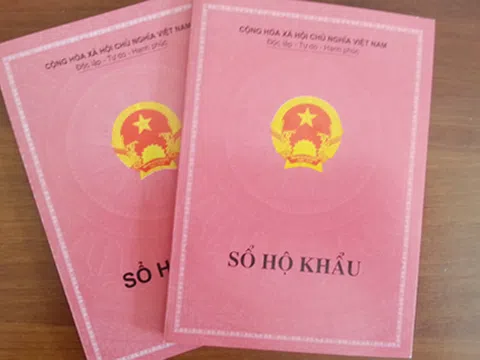 CỘNG HÒA XÃ HỘI CHỦ NGHĨA VIỆT NAM
Độc lập - Tự do - Hạnh phúc
SỔ H
CỘNG HÒA XÃ HỘI CHỦ NGHĨA VIỆT NAM
Độc lập - Tự do - Hạnh phúc
SỔ HỘ KHẨU